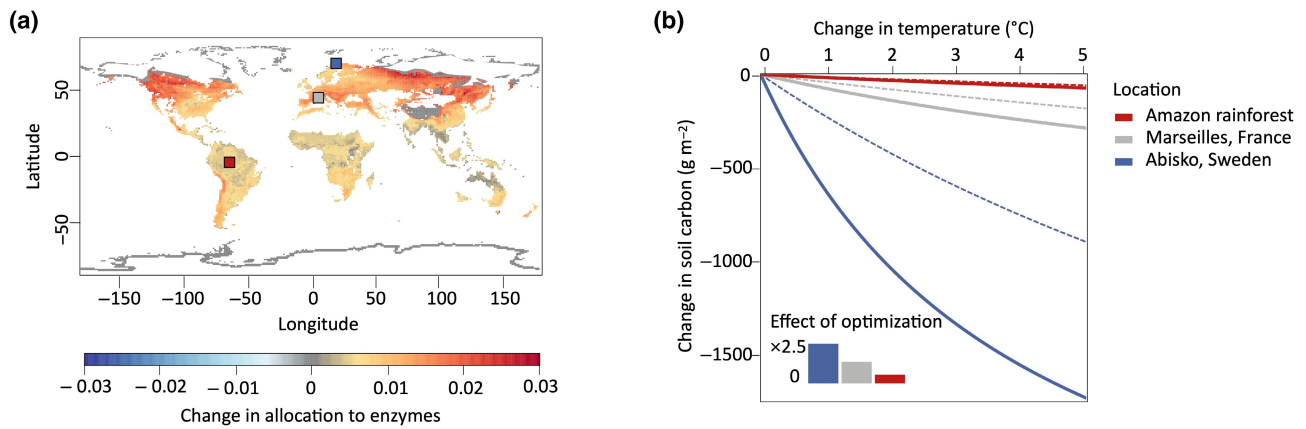 (a)
Latitude
50
0
−50
−150 −100 −50 0 50 100 150
Longitude
−0.03 −0.02 −0.01 0 0.01 0.02 0.03
Change in allocation to enzymes
(b)
Change in temperature (°C)
0 1 2 3 4 5
Change in soil carbon (g m−2)
0
−500
−1000
−1500
Effect of optimization
×2.5
0
Location
Amazon rainforest
Marseilles, France
Abisko, Sweden